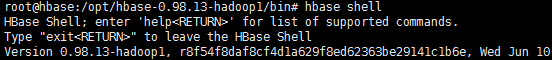 root@hbase:/opt/hbase-0.98.13-hadoop1/bin# hbase shell
HBase Shell; enter 'help<RETURN>' for list of supported commands.
Type "exit<RETURN>" to leave the HBase Shell
Version 0.98.13-hadoop1, r8f54f8daf8cf4d1a629f8ed62363be29141c1b6e, Wed Jun 10